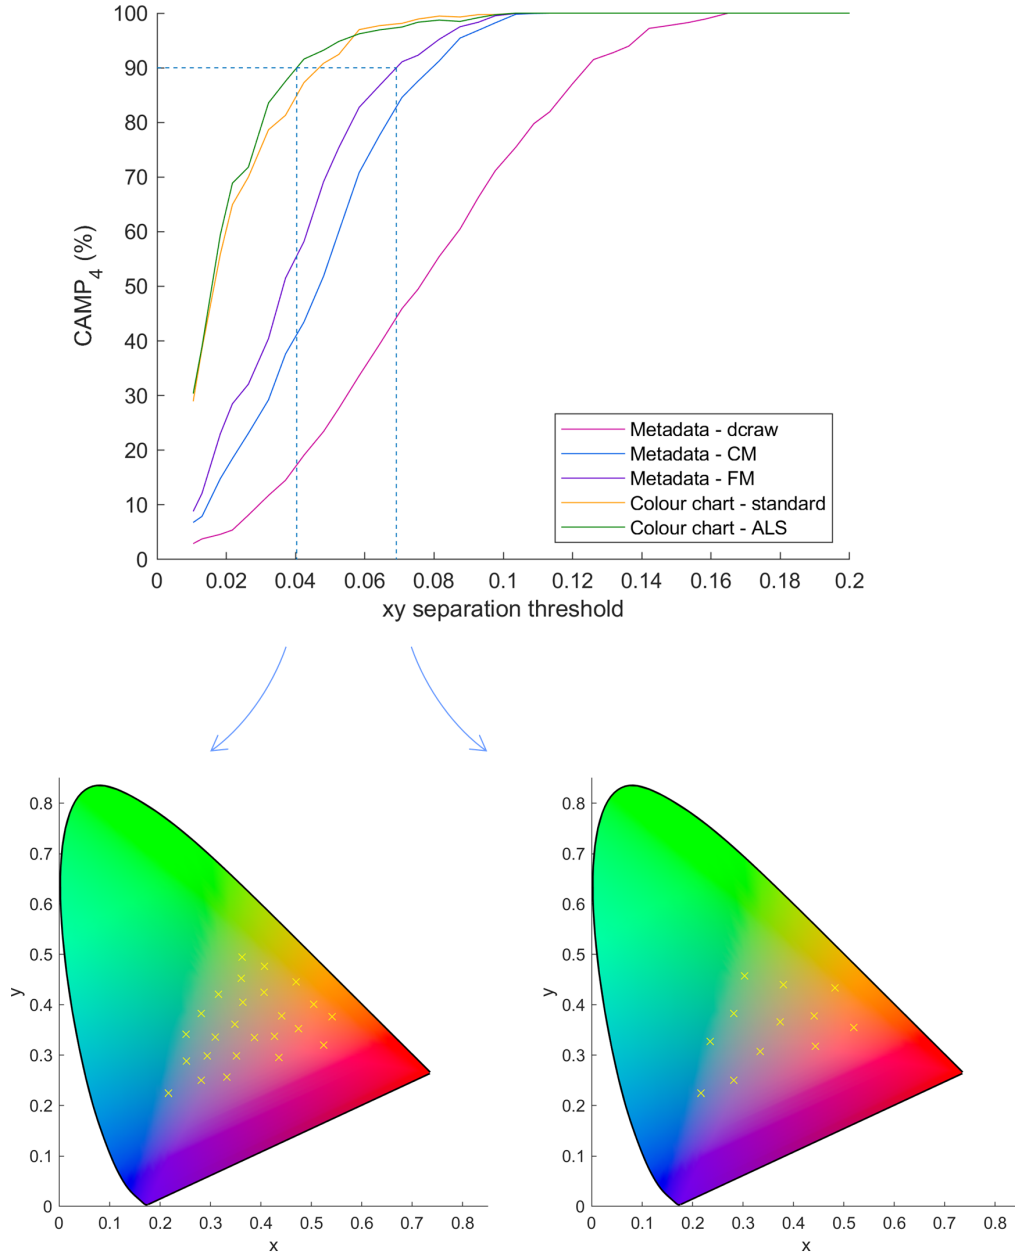 100
90
80
70
60
50
40
30
20
10
0
CAMP4 (%)
0 0.02 0.04 0.06 0.08 0.1 0.12 0.14 0.16 0.18 0.2
xy separation threshold
Metadata - dcraw
Metadata - CM
Metadata - FM
Colour chart - standard
Colour chart - ALS
0.8
0.7
0.6
0.5
0.4
0.3
0.2
0.1
0
y
0 0.1 0.2 0.3 0.4 0.5 0.6 0.7 0.8
x
0.8
0.7
0.6
0.5
0.4
0.3
0.2
0.1
0
y
0 0.1 0.2 0.3 0.4 0.5 0.6 0.7 0.8
x